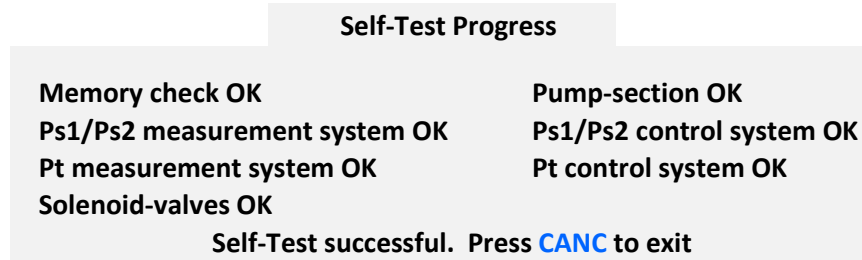 Self-Test Progress
Memory check OK Pump-section OK
Ps1/Ps2 measurement system OK Ps1/Ps2 control system OK
Pt measurement system OK Pt control system OK
Solenoid-valves OK
Self-Test successful. Press CANC to exit